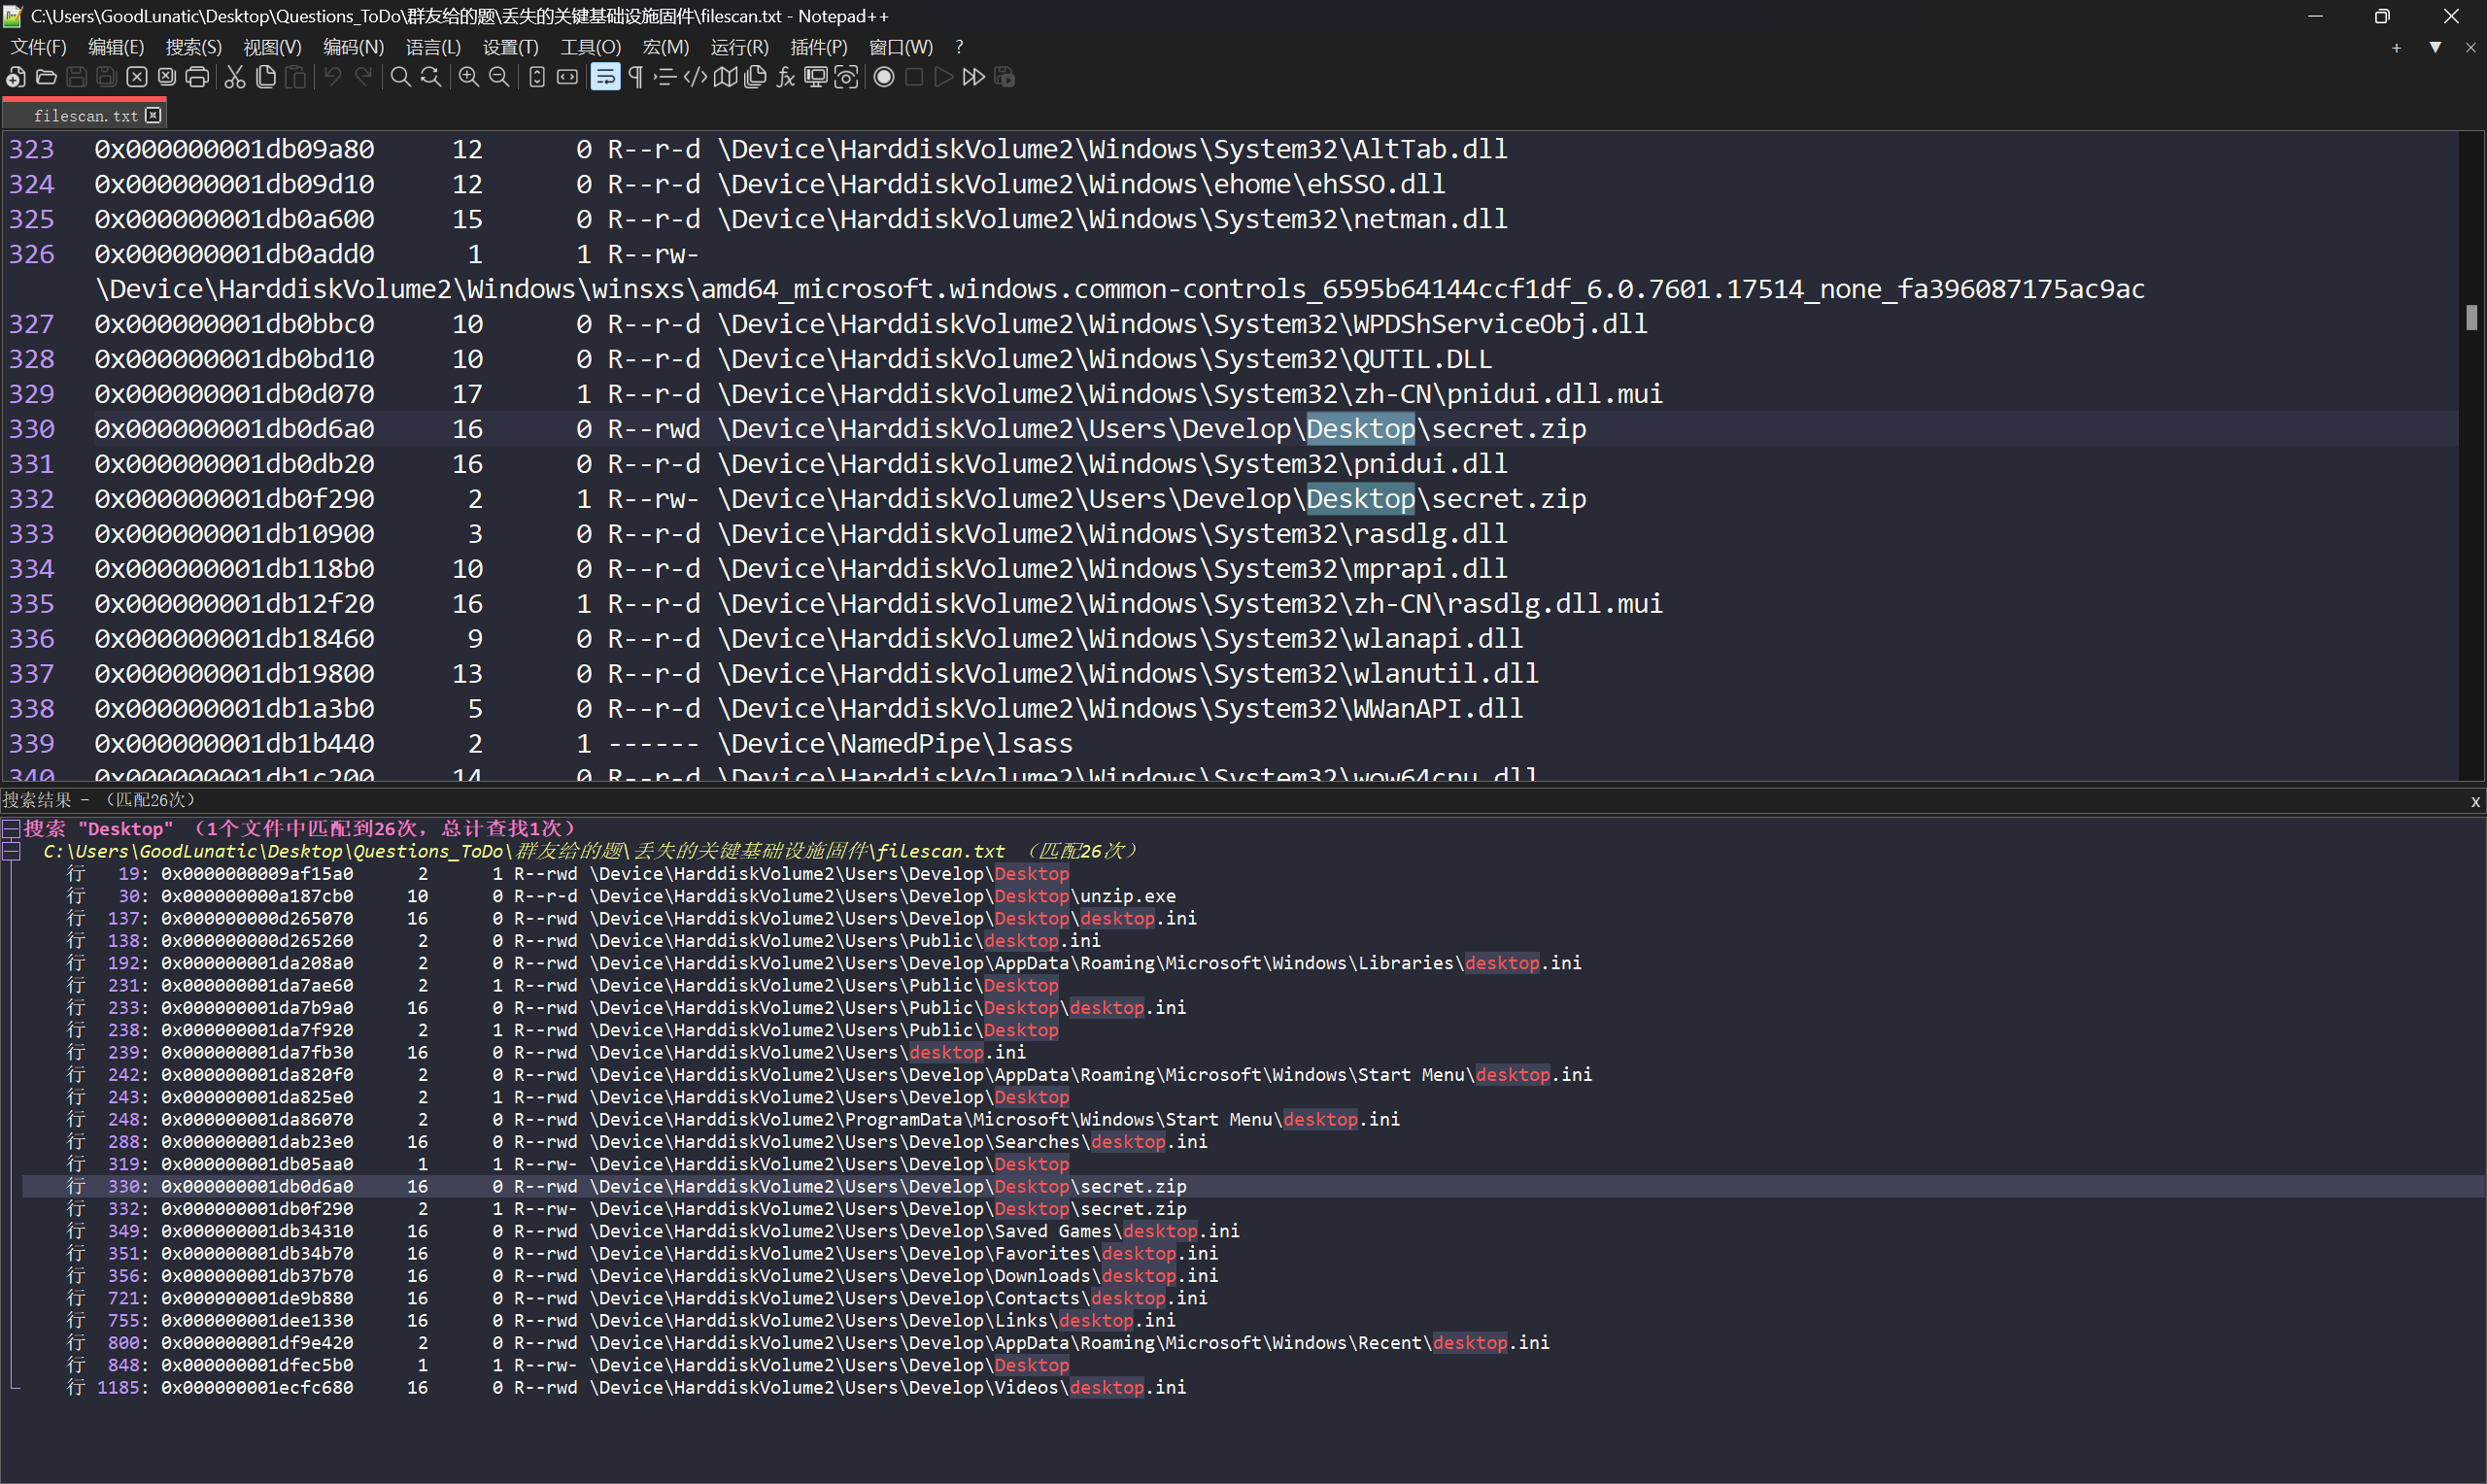 C:\Users\GoodLunatic\Desktop\Questions_ToDo\群友给的题\丢失的关键基础设施固件\filescan.txt - Notepad++
文件(F) 编辑(E) 搜索(S) 视图(V) 编码(N) 语言(L) 设置(T) 工具(O) 宏(M) 运行(R) 插件(P) 窗口(W) ?
filescan.txt
323 0x000000001db09a80 12 0 R--r-d \Device\HarddiskVolume2\Windows\System32\AltTab.dll
324 0x000000001db09d10 12 0 R--r-d \Device\HarddiskVolume2\Windows\ehome\ehSSO.dll
325 0x000000001db0a600 15 0 R--r-d \Device\HarddiskVolume2\Windows\System32\netman.dll
326 0x000000001db0add0 1 1 R--rw-
\Device\HarddiskVolume2\Windows\winsxs\amd64_microsoft.windows.common-controls_6595b64144ccf1df_6.0.7601.17514_none_fa396087175ac9ac
327 0x000000001db0bbc0 10 0 R--r-d \Device\HarddiskVolume2\Windows\System32\WPDShServiceObj.dll
328 0x000000001db0bd10 10 0 R--r-d \Device\HarddiskVolume2\Windows\System32\QUTIL.DLL
329 0x000000001db0d070 17 1 R--r-d \Device\HarddiskVolume2\Windows\System32\zh-CN\pnidui.dll.mui
330 0x000000001db0d6a0 16 0 R--rwd \Device\HarddiskVolume2\Users\Develop\Desktop\secret.zip
331 0x000000001db0db20 16 0 R--r-d \Device\HarddiskVolume2\Windows\System32\pnidui.dll
332 0x000000001db0f290 2 1 R--rw- \Device\HarddiskVolume2\Users\Develop\Desktop\secret.zip
333 0x000000001db10900 3 0 R--r-d \Device\HarddiskVolume2\Windows\System32\rasdlg.dll
334 0x000000001db118b0 10 0 R--r-d \Device\HarddiskVolume2\Windows\System32\mprapi.dll
335 0x000000001db12f20 16 1 R--r-d \Device\HarddiskVolume2\Windows\System32\zh-CN\rasdlg.dll.mui
336 0x000000001db18460 9 0 R--r-d \Device\HarddiskVolume2\Windows\System32\wlanapi.dll
337 0x000000001db19800 13 0 R--r-d \Device\HarddiskVolume2\Windows\System32\wlanutil.dll
338 0x000000001db1a3b0 5 0 R--r-d \Device\HarddiskVolume2\Windows\System32\WWanAPI.dll
339 0x000000001db1b440 2 1 ------ \Device\NamedPipe\lsass
340 0x000000001db1c200 14 0 R--r-d \Device\HarddiskVolume2\Windows\System32\wow64cpu.dll
搜索结果 - （匹配26次） x
搜索 "Desktop" （1个文件中匹配到26次，总计查找1次）
C:\Users\GoodLunatic\Desktop\Questions_ToDo\群友给的题\丢失的关键基础设施固件\filescan.txt （匹配26次）
行 19: 0x0000000009af15a0 2 1 R--rwd \Device\HarddiskVolume2\Users\Develop\Desktop
行 30: 0x000000000a187cb0 10 0 R--r-d \Device\HarddiskVolume2\Users\Develop\Desktop\unzip.exe
行 137: 0x000000000d265070 16 0 R--rwd \Device\HarddiskVolume2\Users\Develop\Desktop\desktop.ini
行 138: 0x000000000d265260 2 0 R--rwd \Device\HarddiskVolume2\Users\Public\desktop.ini
行 192: 0x000000001da208a0 2 0 R--rwd \Device\HarddiskVolume2\Users\Develop\AppData\Roaming\Microsoft\Windows\Libraries\desktop.ini
行 231: 0x000000001da7ae60 2 1 R--rwd \Device\HarddiskVolume2\Users\Public\Desktop
行 233: 0x000000001da7b9a0 16 0 R--rwd \Device\HarddiskVolume2\Users\Public\Desktop\desktop.ini
行 238: 0x000000001da7f920 2 1 R--rwd \Device\HarddiskVolume2\Users\Public\Desktop
行 239: 0x000000001da7fb30 16 0 R--rwd \Device\HarddiskVolume2\Users\desktop.ini
行 242: 0x000000001da820f0 2 0 R--rwd \Device\HarddiskVolume2\Users\Develop\AppData\Roaming\Microsoft\Windows\Start Menu\desktop.ini
行 243: 0x000000001da825e0 2 1 R--rwd \Device\HarddiskVolume2\Users\Develop\Desktop
行 248: 0x000000001da86070 2 0 R--rwd \Device\HarddiskVolume2\ProgramData\Microsoft\Windows\Start Menu\desktop.ini
行 288: 0x000000001dab23e0 16 0 R--rwd \Device\HarddiskVolume2\Users\Develop\Searches\desktop.ini
行 319: 0x000000001db05aa0 1 1 R--rw- \Device\HarddiskVolume2\Users\Develop\Desktop
行 330: 0x000000001db0d6a0 16 0 R--rwd \Device\HarddiskVolume2\Users\Develop\Desktop\secret.zip
行 332: 0x000000001db0f290 2 1 R--rw- \Device\HarddiskVolume2\Users\Develop\Desktop\secret.zip
行 349: 0x000000001db34310 16 0 R--rwd \Device\HarddiskVolume2\Users\Develop\Saved Games\desktop.ini
行 351: 0x000000001db34b70 16 0 R--rwd \Device\HarddiskVolume2\Users\Develop\Favorites\desktop.ini
行 356: 0x000000001db37b70 16 0 R--rwd \Device\HarddiskVolume2\Users\Develop\Downloads\desktop.ini
行 721: 0x000000001de9b880 16 0 R--rwd \Device\HarddiskVolume2\Users\Develop\Contacts\desktop.ini
行 755: 0x000000001dee1330 16 0 R--rwd \Device\HarddiskVolume2\Users\Develop\Links\desktop.ini
行 800: 0x000000001df9e420 2 0 R--rwd \Device\HarddiskVolume2\Users\Develop\AppData\Roaming\Microsoft\Windows\Recent\desktop.ini
行 848: 0x000000001dfec5b0 1 1 R--rw- \Device\HarddiskVolume2\Users\Develop\Desktop
行 1185: 0x000000001ecfc680 16 0 R--rwd \Device\HarddiskVolume2\Users\Develop\Videos\desktop.ini